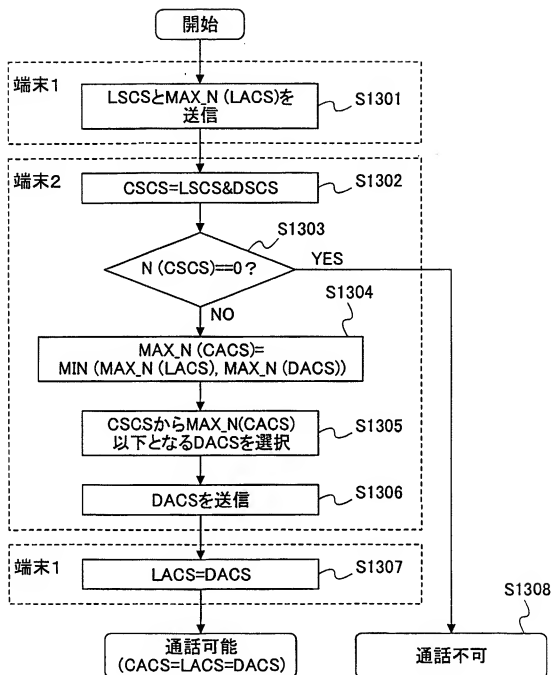 開始
端末1
LSCSとMAX_N (LACS)を
送信
S1301
端末2
CSCS=LSCS&DSCS
S1302
S1303
N (CSCS)==0?
YES
NO
S1304
MAX_N (CACS)=
MIN (MAX_N (LACS), MAX_N (DACS))
CSCSからMAX_N(CACS)
以下となるDACSを選択
S1305
DACSを送信
S1306
端末1
LACS=DACS
S1307
S1308
通話可能
(CACS=LACS=DACS)
通話不可